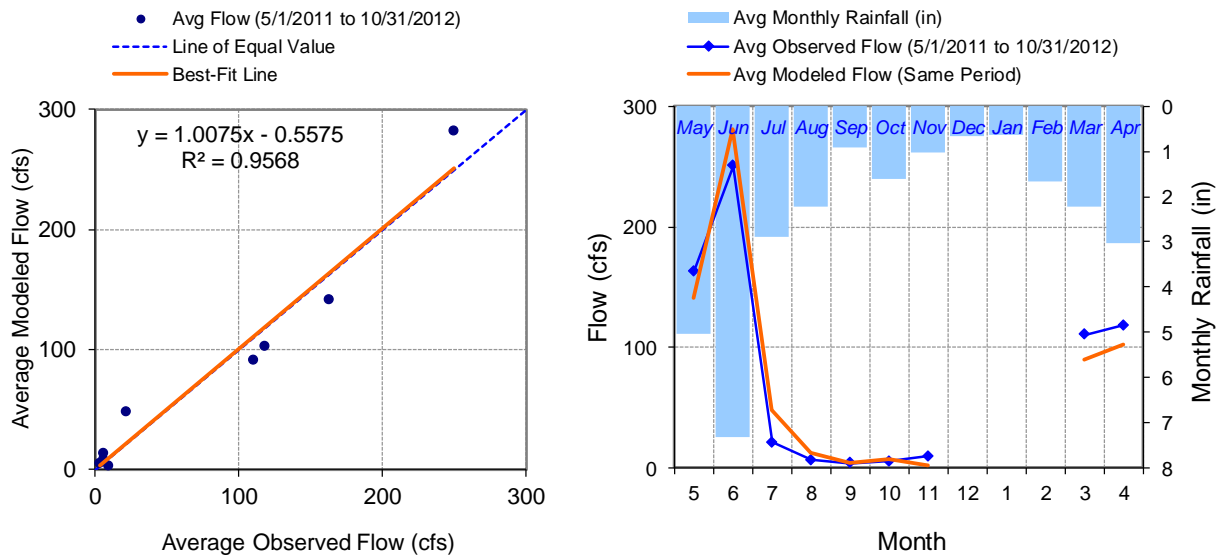 Avg Flow (5/1/2011 to 10/31/2012)
Line of Equal Value
Best-Fit Line
y = 1.0075x - 0.5575
R² = 0.9568
Average Modeled Flow (cfs)
300
200
100
0
0 100 200 300
Average Observed Flow (cfs)
Avg Monthly Rainfall (in)
Avg Observed Flow (5/1/2011 to 10/31/2012)
Avg Modeled Flow (Same Period)
Flow (cfs)
300
200
100
0
May Jun Jul Aug Sep Oct Nov Dec Jan Feb Mar Apr
0
1
2
3
4
5
6
7
8
Monthly Rainfall (in)
5 6 7 8 9 10 11 12 1 2 3 4
Month